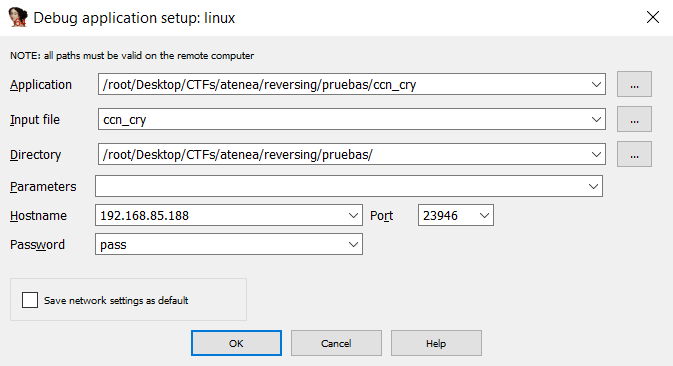 Debug application setup: linux
NOTE: all paths must be valid on the remote computer
Application /root/Desktop/CTFs/atenea/reversing/pruebas/ccn_cry ...
Input file ccn_cry ...
Directory /root/Desktop/CTFs/atenea/reversing/pruebas/ ...
Parameters
Hostname 192.168.85.188 Port 23946
Password pass
Save network settings as default
OK Cancel Help